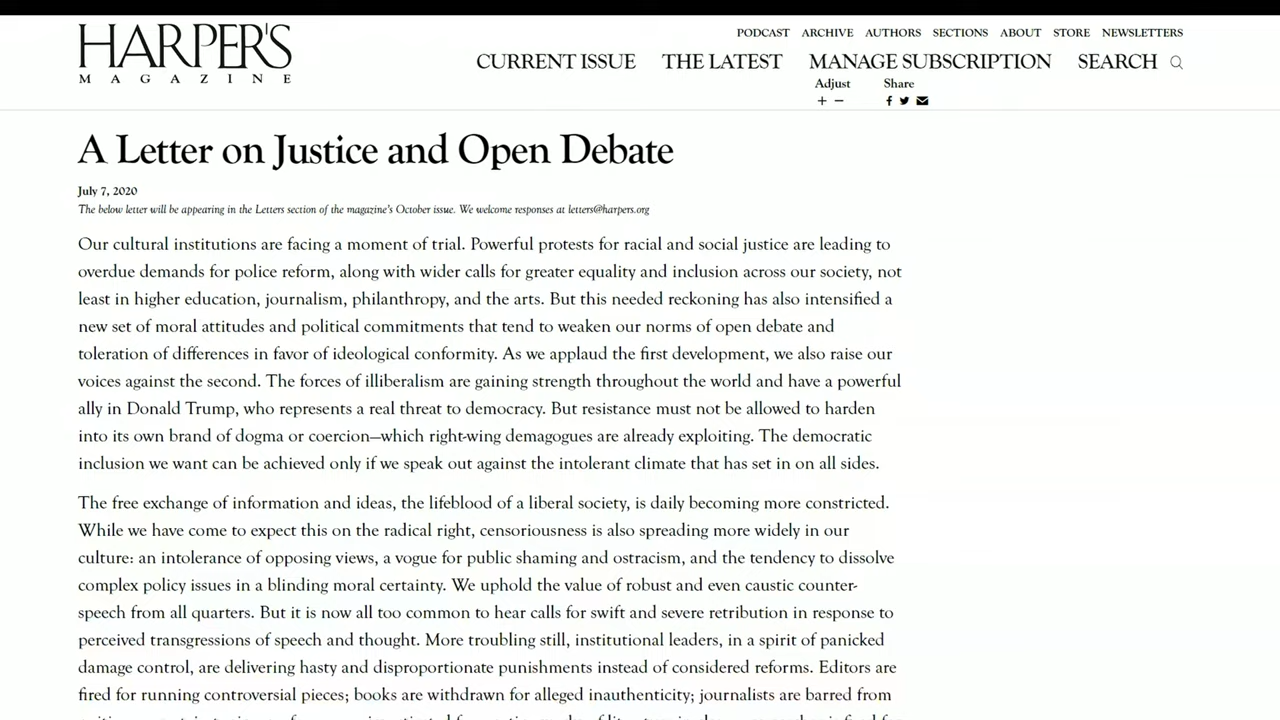 HARPER'S
MAGAZINE
PODCAST ARCHIVE AUTHORS SECTIONS ABOUT STORE NEWSLETTERS
CURRENT ISSUE THE LATEST MANAGE SUBSCRIPTION SEARCH
Adjust Share
+ −
A Letter on Justice and Open Debate
July 7, 2020
The below letter will be appearing in the Letters section of the magazine's October issue. We welcome responses at letters@harpers.org
Our cultural institutions are facing a moment of trial. Powerful protests for racial and social justice are leading to
overdue demands for police reform, along with wider calls for greater equality and inclusion across our society, not
least in higher education, journalism, philanthropy, and the arts. But this needed reckoning has also intensified a
new set of moral attitudes and political commitments that tend to weaken our norms of open debate and
toleration of differences in favor of ideological conformity. As we applaud the first development, we also raise our
voices against the second. The forces of illiberalism are gaining strength throughout the world and have a powerful
ally in Donald Trump, who represents a real threat to democracy. But resistance must not be allowed to harden
into its own brand of dogma or coercion—which right-wing demagogues are already exploiting. The democratic
inclusion we want can be achieved only if we speak out against the intolerant climate that has set in on all sides.
The free exchange of information and ideas, the lifeblood of a liberal society, is daily becoming more constricted.
While we have come to expect this on the radical right, censoriousness is also spreading more widely in our
culture: an intolerance of opposing views, a vogue for public shaming and ostracism, and the tendency to dissolve
complex policy issues in a blinding moral certainty. We uphold the value of robust and even caustic counter-
speech from all quarters. But it is now all too common to hear calls for swift and severe retribution in response to
perceived transgressions of speech and thought. More troubling still, institutional leaders, in a spirit of panicked
damage control, are delivering hasty and disproportionate punishments instead of considered reforms. Editors are
fired for running controversial pieces; books are withdrawn for alleged inauthenticity; journalists are barred from